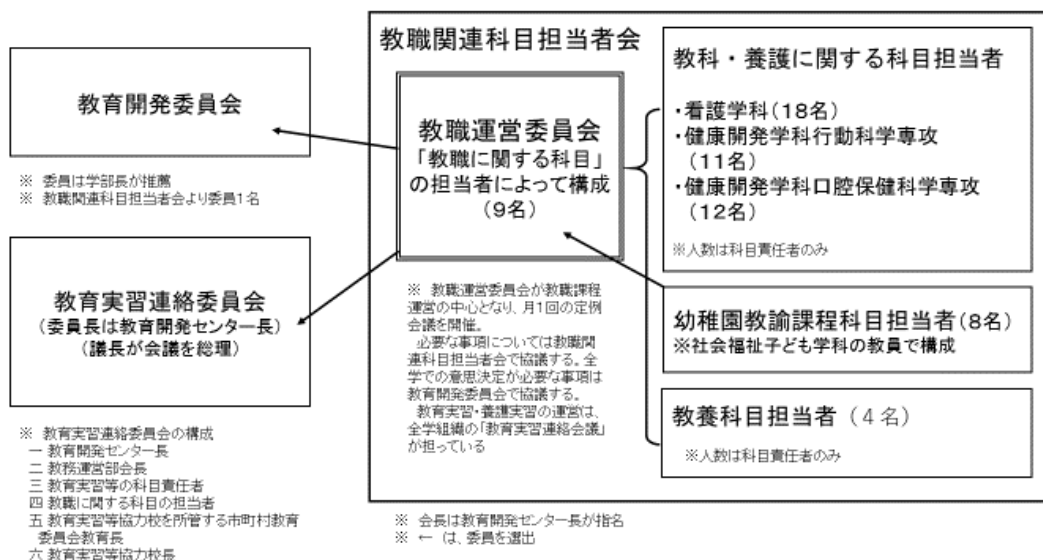 教育開発委員会
※ 委員は学部長が推薦
※ 教職関連科目担当者会より委員1名
教育実習連絡委員会
(委員長は教育開発センター長)
(議長が会議を総理)
※ 教育実習連絡委員会の構成
一 教育開発センター長
二 教務運営部会長
三 教育実習等の科目責任者
四 教職に関する科目の担当者
五 教育実習等協力校を所管する市町村教育
委員会教育長
六 教育実習等協力校長
教職関連科目担当者会
教職運営委員会
「教職に関する科目」
の担当者によって構成
(9名)
※ 教職運営委員会が教職課程
運営の中心となり、月1回の定例
会議を開催。
必要な事項については教職関
連科目担当者会で協議する。全
学での意思決定が必要な事項は
教育開発委員会で協議する。
教育実習・養護実習の運営は、
全学組織の「教育実習連絡会議」
が担っている
教科・養護に関する科目担当者
・看護学科(18名)
・健康開発学科行動科学専攻
(11名)
・健康開発学科口腔保健科学専攻
(12名)
※人数は科目責任者のみ
幼稚園教諭課程科目担当者(8名)
※社会福祉子ども学科の教員で構成
教養科目担当者(4名)
※人数は科目責任者のみ
※ 会長は教育開発センター長が指名
※ ← は、委員を選出